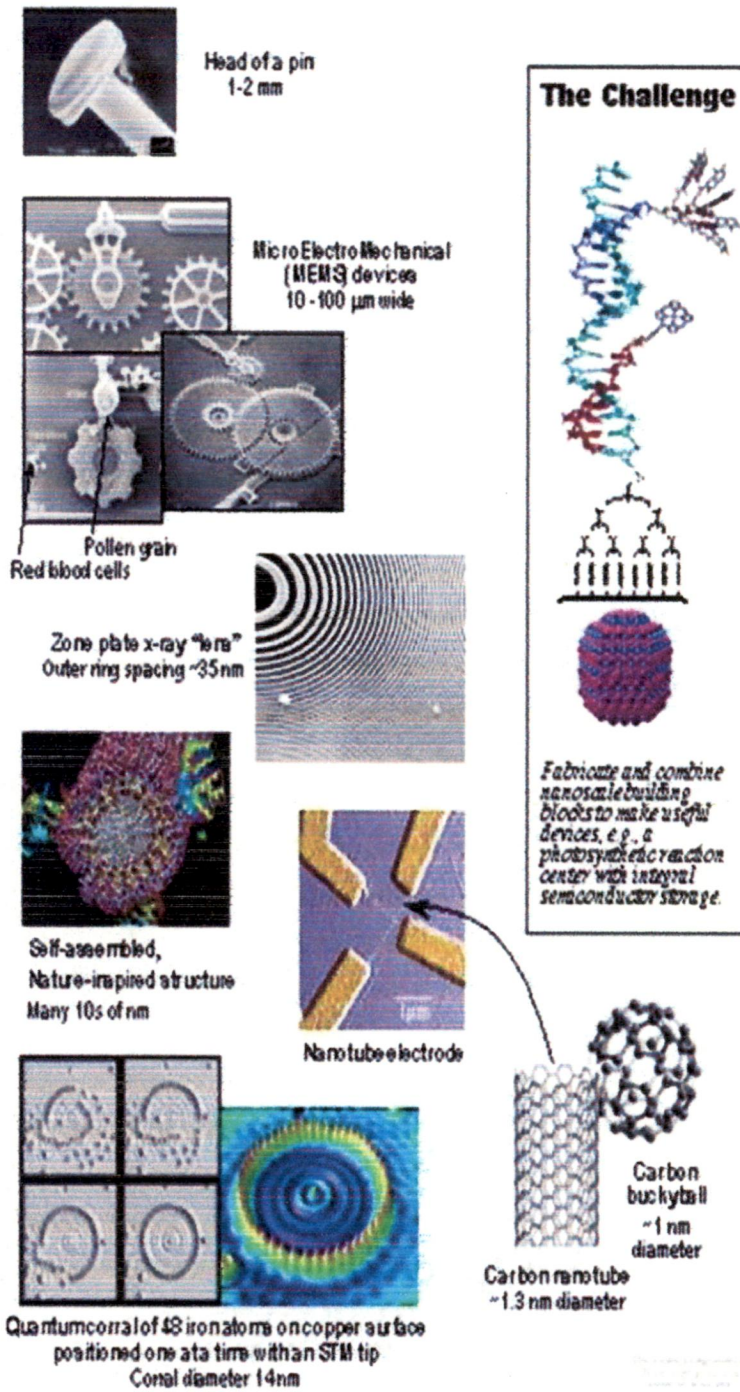 Head of a pin
1-2 mm
The Challenge
MicroElectroMechanical
(MEMS) devices
10 -100 µm wide
Pollen grain
Red blood cells
Zone plate x-ray "lens"
Outer ring spacing ~35 nm
Fabricate and combine
nanoscale building
blocks to make useful
devices, e.g., a
photosynthetic reaction
center with integral
semiconductor storage.
Self-assembled,
Nature-inspired structure
Many 10s of nm
1 µm
Nanotube electrode
Carbon
buckyball
~1 nm
diameter
Carbon nanotube
~1.3 nm diameter
Quantum corral of 48 iron atoms on copper surface
positioned one at a time with an STM tip
Corral diameter 14 nm